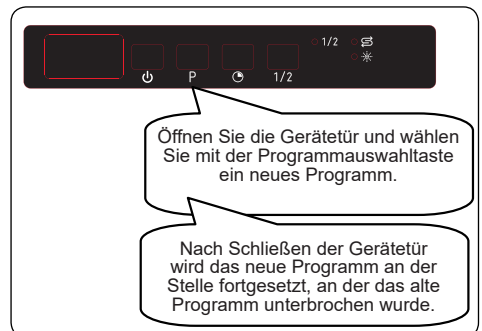 1/2
P
1/2
Öffnen Sie die Gerätetür und wählen
Sie mit der Programmauswahltaste
ein neues Programm.
Nach Schließen der Gerätetür
wird das neue Programm an der
Stelle fortgesetzt, an der das alte
Programm unterbrochen wurde.